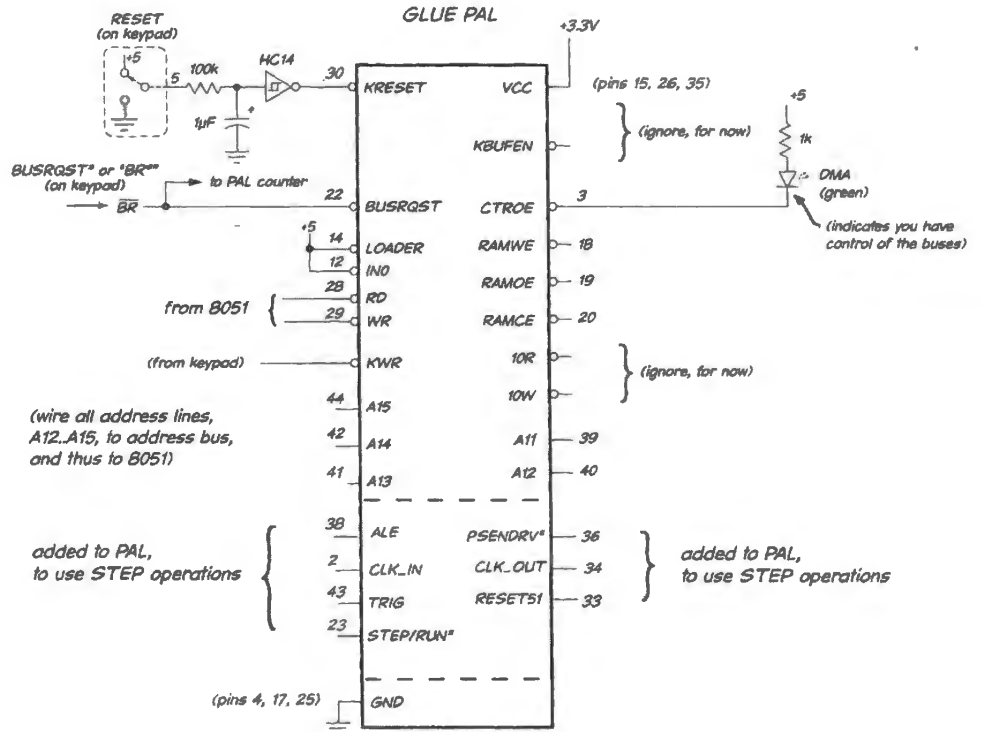 GLUE PAL
RESET
(on keypad)
+5
5
100k
HC14
1µF
+
30
KRESET
BUSRQST* or "BR*"
(on keypad)
BR
to PAL counter
22
BUSRQST
+5
14
LOADER
12
IN0
from 8051
28
RD
29
WR
(from keypad)
KWR
(wire all address lines,
A12..A15, to address bus,
and thus to 8051)
44
A15
42
A14
41
A13
added to PAL,
to use STEP operations
38
ALE
2
CLK_IN
43
TRIG
23
STEP/RUN*
(pins 4, 17, 25)
GND
+3.3V
VCC
(pins 15, 26, 35)
KBUFEN
(ignore, for now)
CTROE
3
+5
1k
DMA
(green)
(indicates you have
control of the buses)
RAMWE
18
RAMOE
19
RAMCE
20
10R
10W
(ignore, for now)
A11
39
A12
40
PSENDRV*
36
CLK_OUT
34
RESET51
33
added to PAL,
to use STEP operations